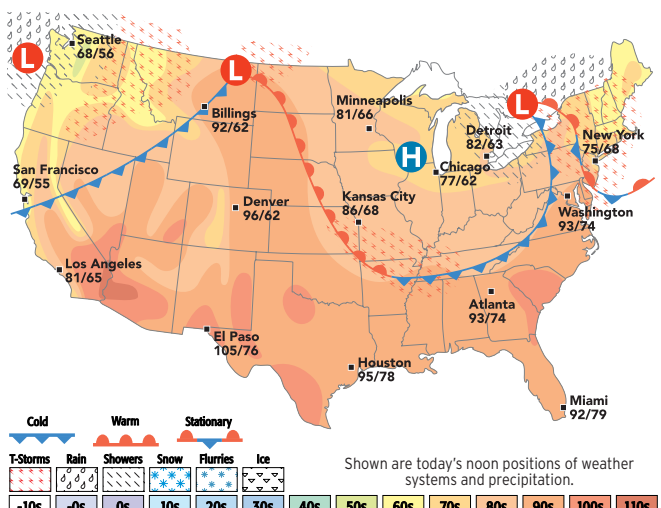 Seattle
68/56
L
L
Billings
92/62
Minneapolis
81/66
L
Detroit
82/63
New York
75/68
H
Chicago
77/62
San Francisco
69/55
Denver
96/62
Kansas City
86/68
Washington
93/74
Los Angeles
81/65
Atlanta
93/74
El Paso
105/76
Houston
95/78
Miami
92/79
Cold Warm Stationary
T-Storms Rain Showers Snow Flurries Ice
Shown are today's noon positions of weather
systems and precipitation.
-10s -0s 0s 10s 20s 30s 40s 50s 60s 70s 80s 90s 100s 110s